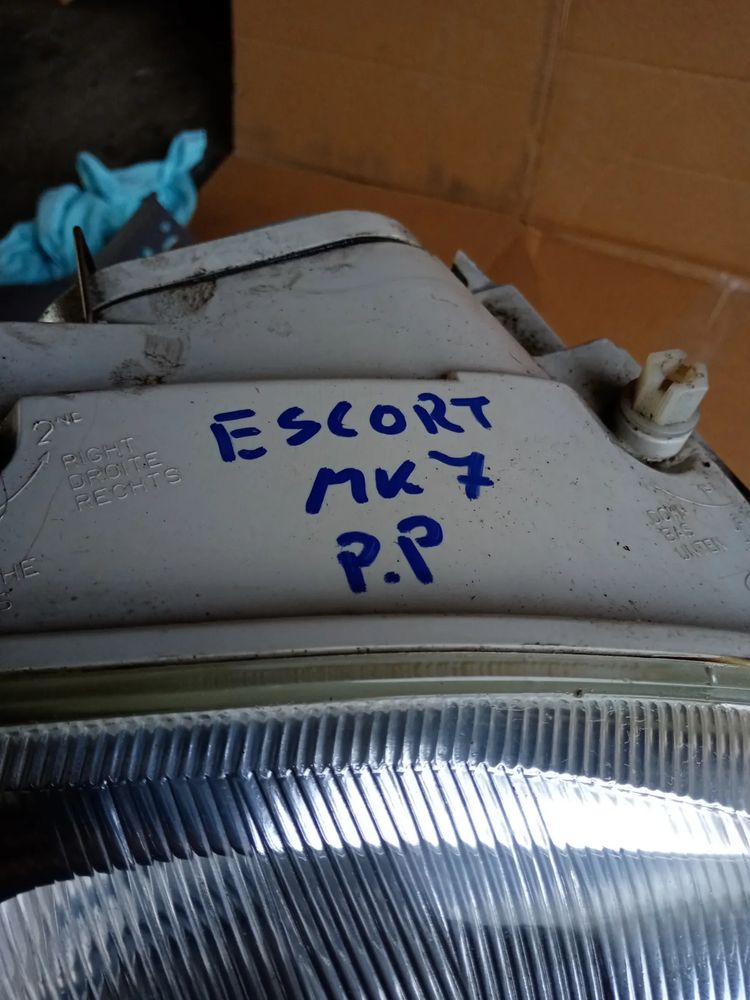 ESCORT
MK7
P.P
RIGHT
DROITE
RECHTS